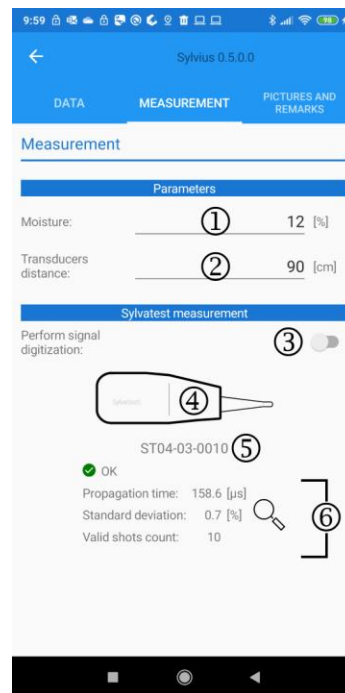 9:59
98
Sylvius 0.5.0.0
DATA
MEASUREMENT
PICTURES AND
REMARKS
Measurement
Parameters
Moisture: ① 12 [%]
Transducers
distance: ② 90 [cm]
Sylvatest measurement
Perform signal
digitization: ③
④
ST04-03-0010 ⑤
OK
Propagation time: 158.6 [µs]
Standard deviation: 0.7 [%]
⑥
Valid shots count: 10